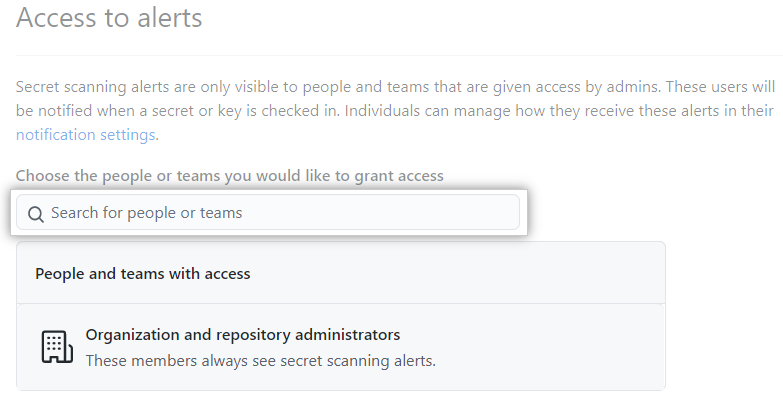 Access to alerts
Secret scanning alerts are only visible to people and teams that are given access by admins. These users will
be notified when a secret or key is checked in. Individuals can manage how they receive these alerts in their
notification settings.
Choose the people or teams you would like to grant access
Search for people or teams
People and teams with access
Organization and repository administrators
These members always see secret scanning alerts.